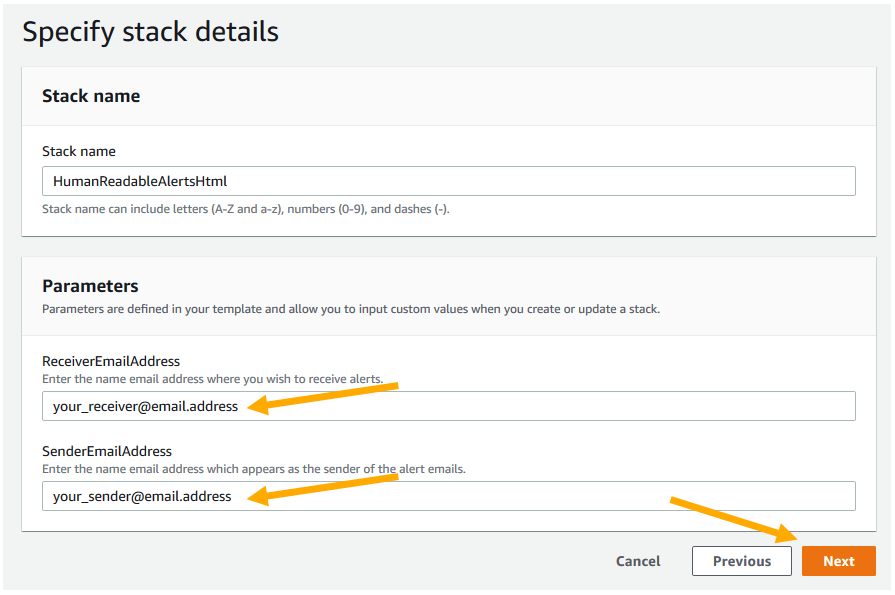 Specify stack details
Stack name
Stack name
HumanReadableAlertsHtml
Stack name can include letters (A-Z and a-z), numbers (0-9), and dashes (-).
Parameters
Parameters are defined in your template and allow you to input custom values when you create or update a stack.
ReceiverEmailAddress
Enter the name email address where you wish to receive alerts.
your_receiver@email.address
SenderEmailAddress
Enter the name email address which appears as the sender of the alert emails.
your_sender@email.address
Cancel Previous Next